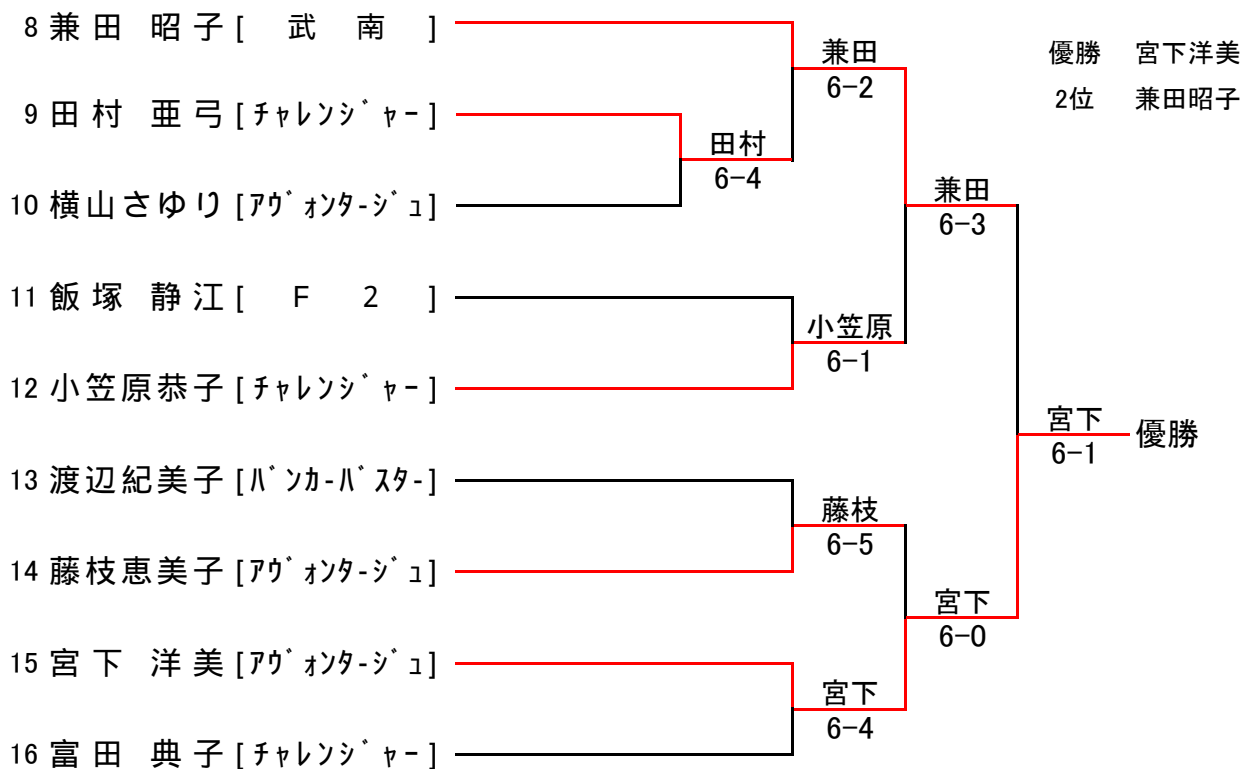 8 兼田 昭子 [ 武 南 ]
9 田村 亜弓 [ﾁｬﾚﾝｼﾞｬｰ]
10 横山さゆり [ｱｳﾞｫﾝﾀ-ｼﾞｭ]
11 飯塚 静江 [ F 2 ]
12 小笠原恭子 [ﾁｬﾚﾝｼﾞｬｰ]
13 渡辺紀美子 [ﾊﾞﾝｶ-ﾊﾞｽﾀ-]
14 藤枝恵美子 [ｱｳﾞｫﾝﾀ-ｼﾞｭ]
15 宮下 洋美 [ｱｳﾞｫﾝﾀ-ｼﾞｭ]
16 富田 典子 [ﾁｬﾚﾝｼﾞｬｰ]
田村
6-4
兼田
6-2
小笠原
6-1
藤枝
6-5
宮下
6-4
兼田
6-3
宮下
6-0
宮下
6-1
優勝
優勝 宮下洋美
2位 兼田昭子